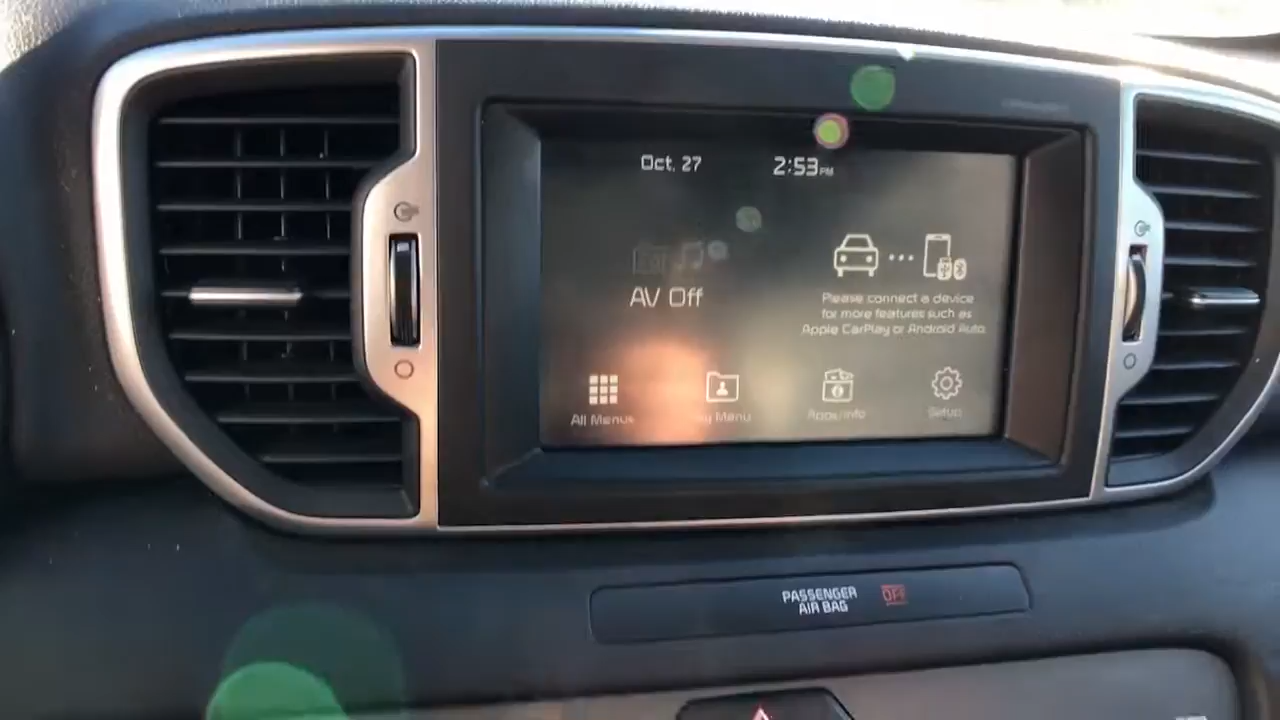 Oct. 27 2:53 PM
AV Off
Please connect a device
for more features such as
Apple CarPlay or Android Auto.
All Menus
My Menu
Apps/Info
Setup
PASSENGER
AIR BAG
OFF